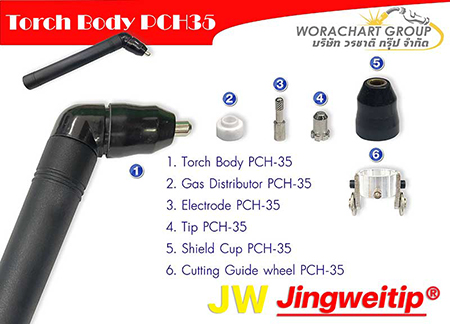 Torch Body PCH35
WORACHART GROUP
บริษัท วรชาติ กรุ๊ป จำกัด
5
2
3
4
1
6
1. Torch Body PCH-35
2. Gas Distributor PCH-35
3. Electrode PCH-35
4. Tip PCH-35
5. Shield Cup PCH-35
6. Cutting Guide wheel PCH-35
JW Jingweitip®